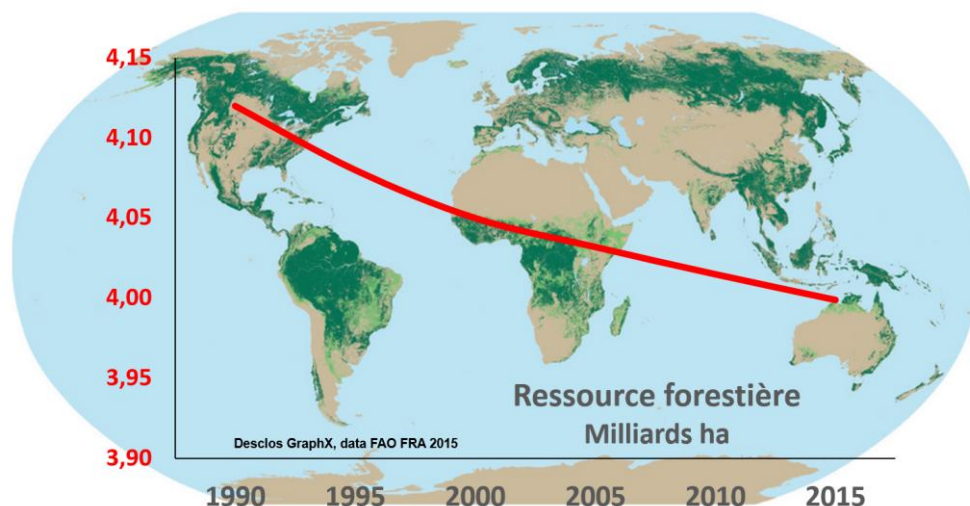 4,15
4,10
4,05
4,00
3,95
3,90
Ressource forestière
Milliards ha
Desclos GraphX, data FAO FRA 2015
1990 1995 2000 2005 2010 2015